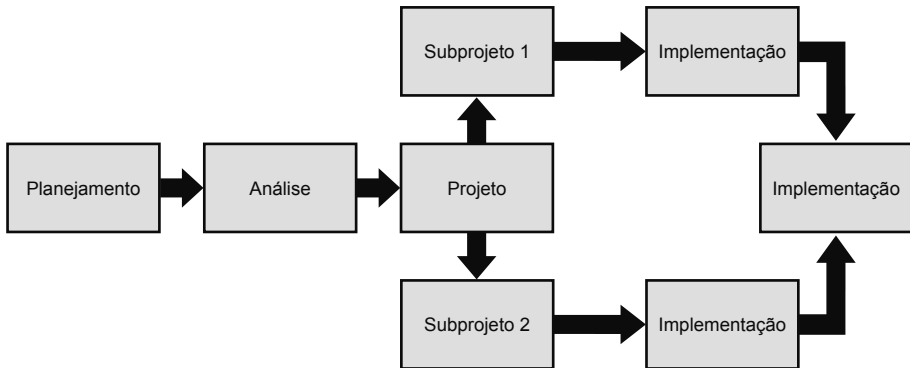 Subprojeto 1
Implementação
Planejamento
Análise
Projeto
Implementação
Subprojeto 2
Implementação